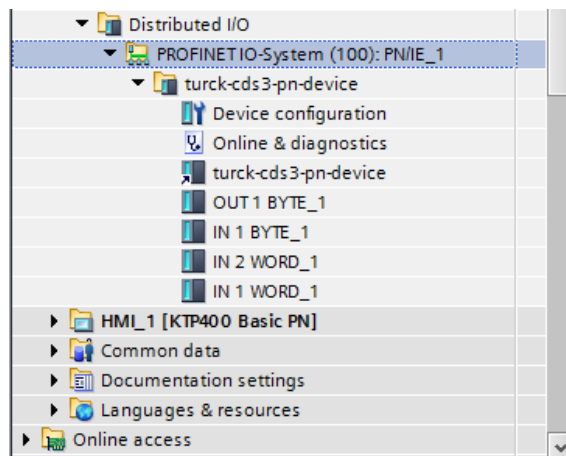 Distributed I/O
PROFINET IO-System (100): PN/IE_1
turck-cds3-pn-device
Device configuration
Online & diagnostics
turck-cds3-pn-device
OUT 1 BYTE_1
IN 1 BYTE_1
IN 2 WORD_1
IN 1 WORD_1
HMI_1 [KTP400 Basic PN]
Common data
Documentation settings
Languages & resources
Online access